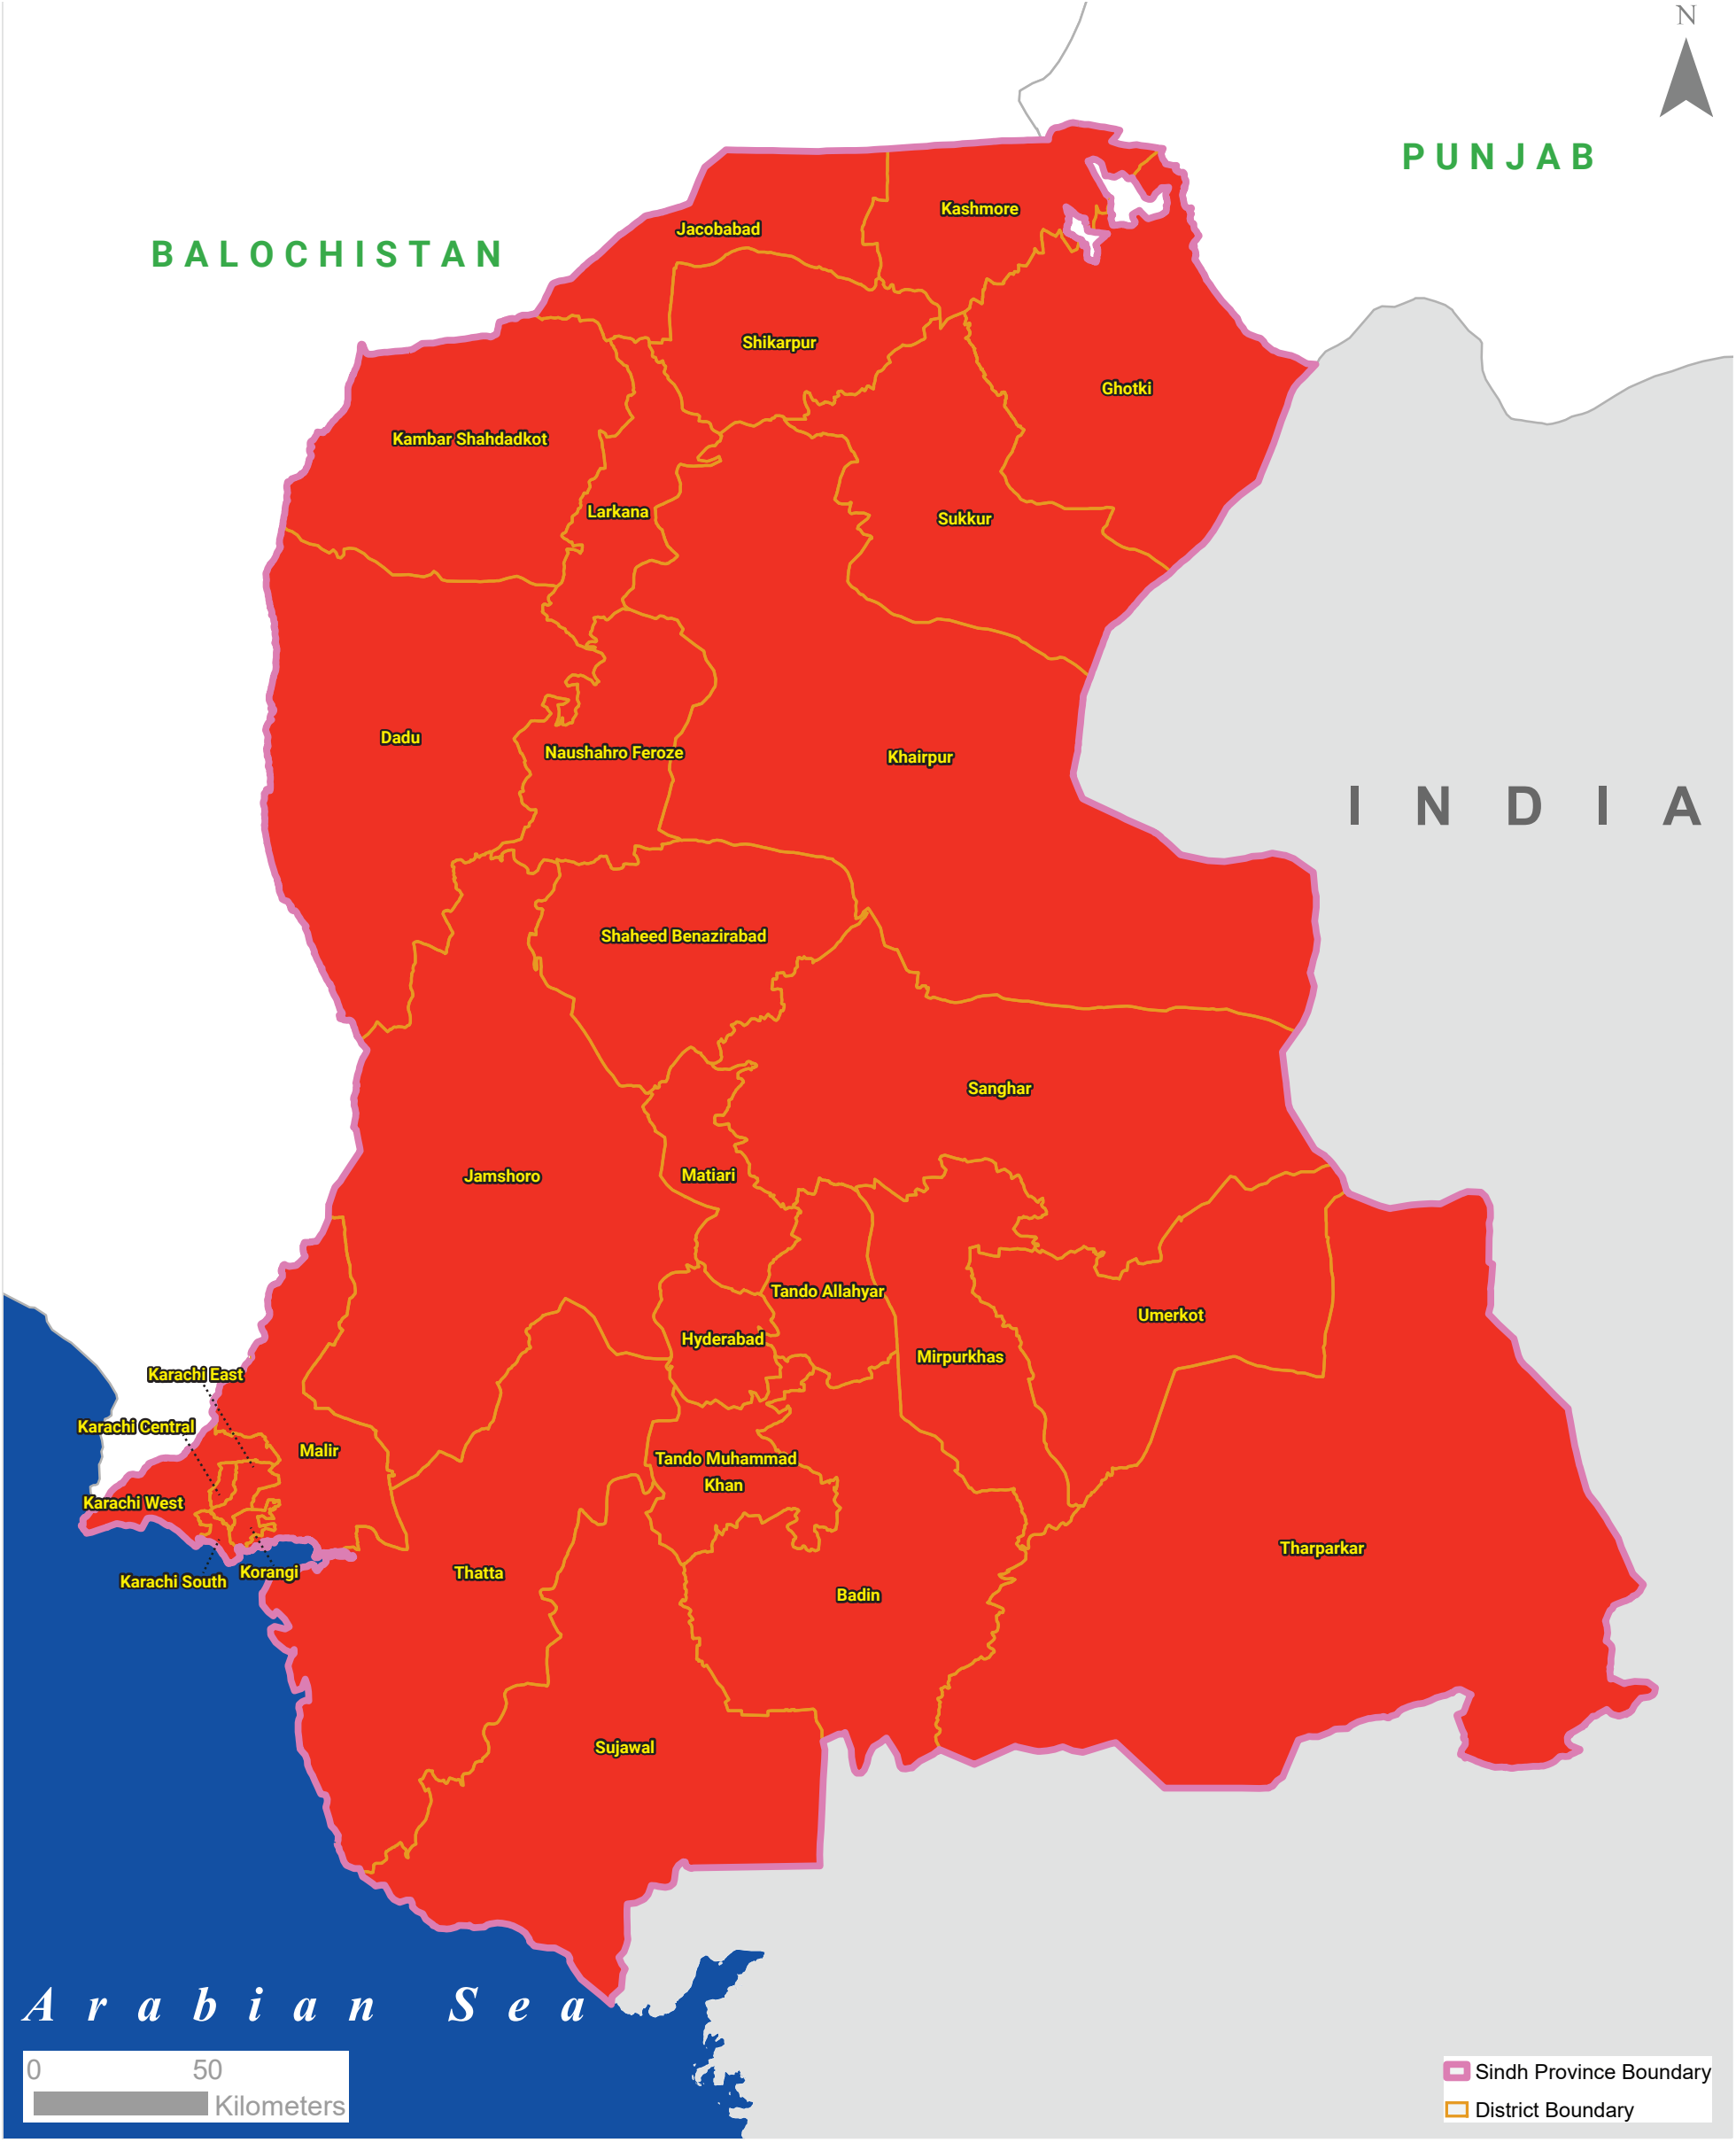 N
PUNJAB
BALOCHISTAN
Kashmore
Jacobabad
Shikarpur
Ghotki
Kambar Shahdadkot
Larkana
Sukkur
Dadu
Naushahro Feroze
Khairpur
INDIA
Shaheed Benazirabad
Sanghar
Jamshoro
Matiari
Tando Allahyar
Umerkot
Hyderabad
Mirpurkhas
Karachi East
Karachi Central
Malir
Tando Muhammad
Khan
Karachi West
Tharparkar
Korangi
Karachi South
Thatta
Badin
Sujawal
Arabian Sea
0 50
Kilometers
Sindh Province Boundary
District Boundary